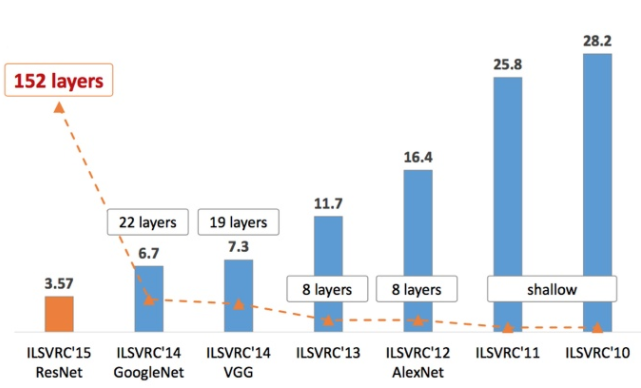 28.2
25.8
152 layers
16.4
11.7
22 layers
19 layers
6.7
7.3
3.57
8 layers
8 layers
shallow
ILSVRC'15
ResNet
ILSVRC'14
GoogleNet
ILSVRC'14
VGG
ILSVRC'13
ILSVRC'12
AlexNet
ILSVRC'11
ILSVRC'10